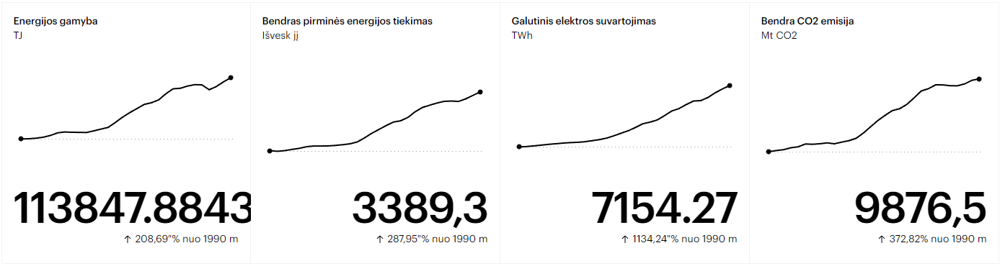 Energijos gamyba
TJ
113847.8843
↑ 208,69"% nuo 1990 m
Bendras pirminės energijos tiekimas
Išvesk jį
3389,3
↑ 287,95"% nuo 1990 m
Galutinis elektros suvartojimas
TWh
7154.27
↑ 1134,24"% nuo 1990 m
Bendra CO2 emisija
Mt CO2
9876,5
↑ 372,82% nuo 1990 m